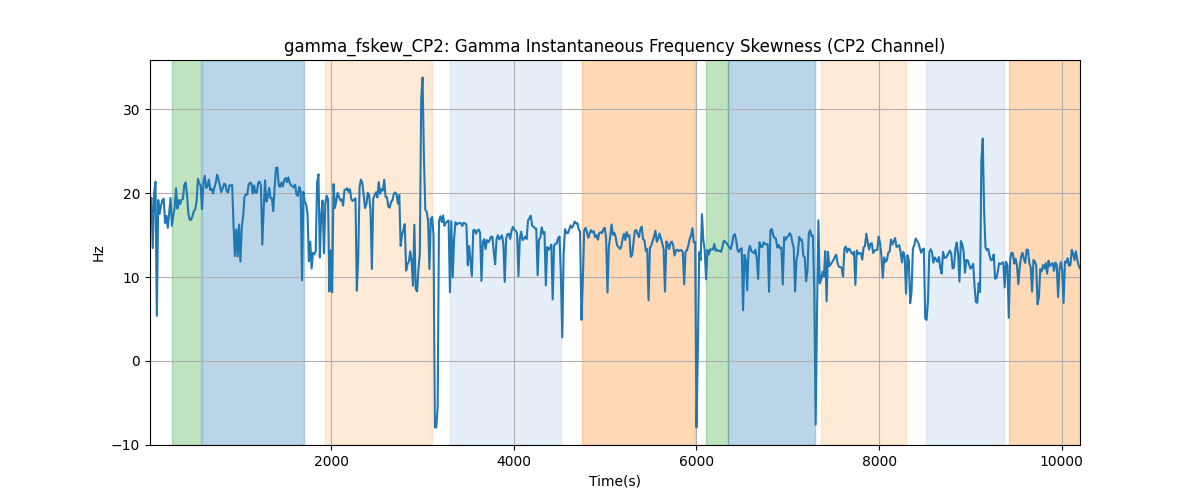 gamma_fskew_CP2: Gamma Instantaneous Frequency Skewness (CP2 Channel)
Hz
30
20
10
0
−10
2000 4000 6000 8000 10000
Time(s)